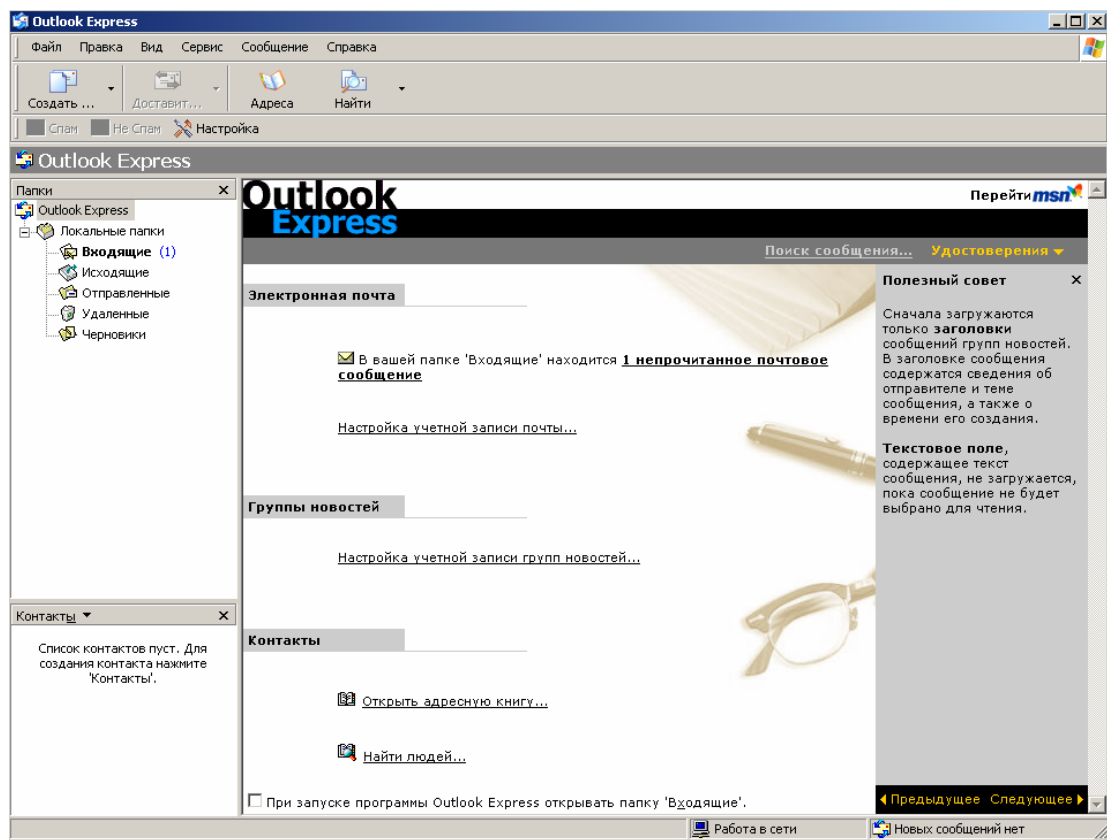 Outlook Express
Файл Правка Вид Сервис Сообщение Справка
Создать ... Доставит... Адреса Найти
Спам Не Спам Настройка
Outlook Express
Папки
Outlook Express
Локальные папки
Входящие (1)
Исходящие
Отправленные
Удаленные
Черновики
Контакты
Список контактов пуст. Для
создания контакта нажмите
'Контакты'.
Outlook
Express
Перейти msn
Поиск сообщения... Удостоверения
Электронная почта
В вашей папке 'Входящие' находится 1 непрочитанное почтовое
сообщение
Настройка учетной записи почты...
Группы новостей
Настройка учетной записи групп новостей...
Контакты
Открыть адресную книгу...
Найти людей...
При запуске программы Outlook Express открывать папку 'Входящие'.
Полезный совет
Сначала загружаются
только заголовки
сообщений групп новостей.
В заголовке сообщения
содержатся сведения об
отправителе и теме
сообщения, а также о
времени его создания.
Текстовое поле,
содержащее текст
сообщения, не загружается,
пока сообщение не будет
выбрано для чтения.
Предыдущее Следующее
Работа в сети
Новых сообщений нет